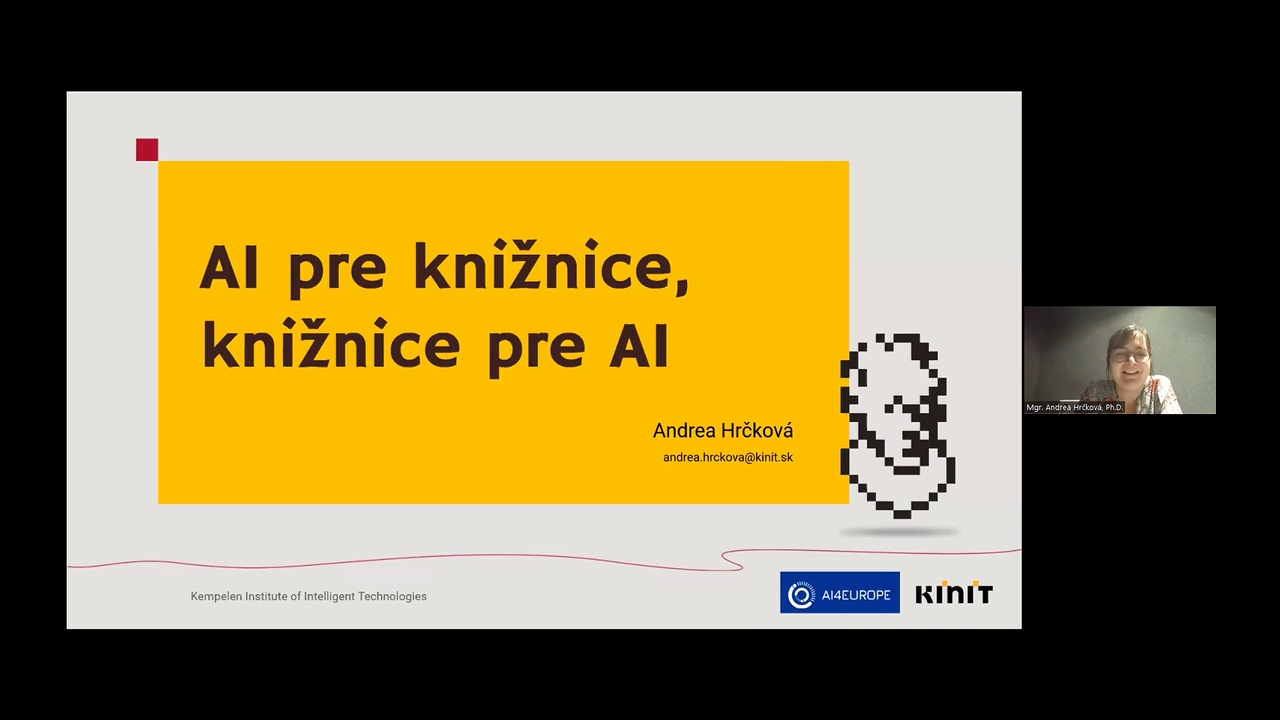 AI pre knižnice,
knižnice pre AI
Andrea Hrčková
andrea.hrckova@kinit.sk
Kempelen Institute of Intelligent Technologies
AI4EUROPE
KINIT
Mgr. Andrea Hrčková, Ph.D.